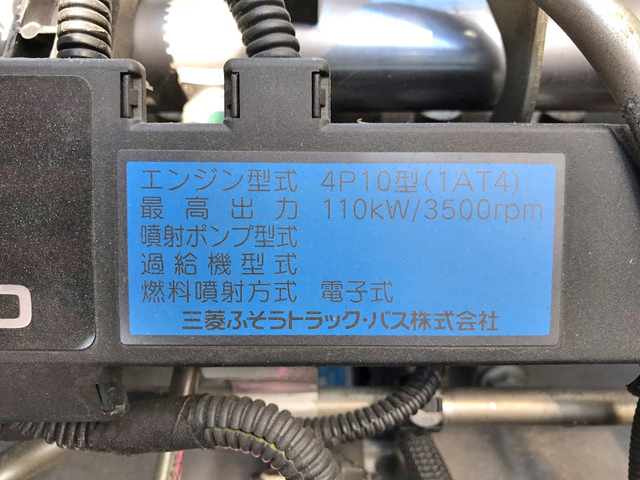 エンジン型式 4P10型(1AT4)
最高出力 110kW/3500rpm
噴射ポンプ型式
過給機型式
燃料噴射方式 電子式
三菱ふそうトラック・バス株式会社